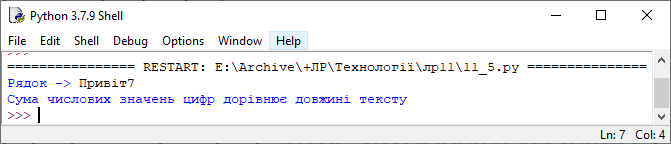 Python 3.7.9 Shell
File Edit Shell Debug Options Window Help
>>>
================ RESTART: E:\Archive\+ЛР\Технології\лр11\11_5.py ===============
Рядок -> Привіт7
Сума числових значень цифр дорівнює довжині тексту
>>>
Ln: 7 Col: 4